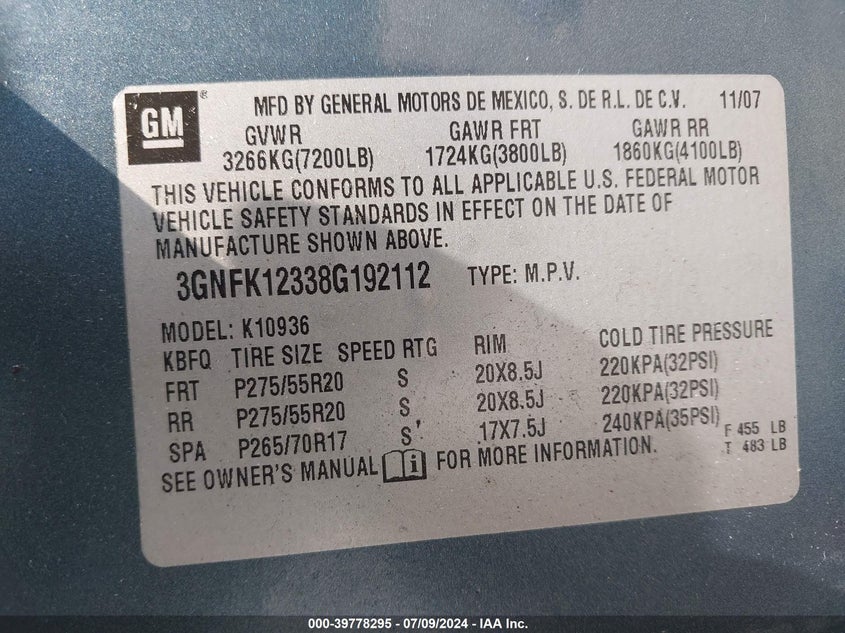 GM® MFD BY GENERAL MOTORS DE MEXICO, S. DE R.L. DE C.V. 11/07
GVWR GAWR FRT GAWR RR
3266KG(7200LB) 1724KG(3800LB) 1860KG(4100LB)
THIS VEHICLE CONFORMS TO ALL APPLICABLE U.S. FEDERAL MOTOR
VEHICLE SAFETY STANDARDS IN EFFECT ON THE DATE OF
MANUFACTURE SHOWN ABOVE.
3GNFK12338G192112 TYPE: M.P.V.
MODEL: K10936
KBFQ TIRE SIZE SPEED RTG RIM COLD TIRE PRESSURE
FRT P275/55R20 S 20X8.5J 220KPA(32PSI)
RR P275/55R20 S 20X8.5J 220KPA(32PSI)
SPA P265/70R17 S 17X7.5J 240KPA(35PSI) F 455 LB
T 483 LB
SEE OWNER'S MANUAL FOR MORE INFORMATION.
000-39778295 - 07/09/2024 - IAA Inc.